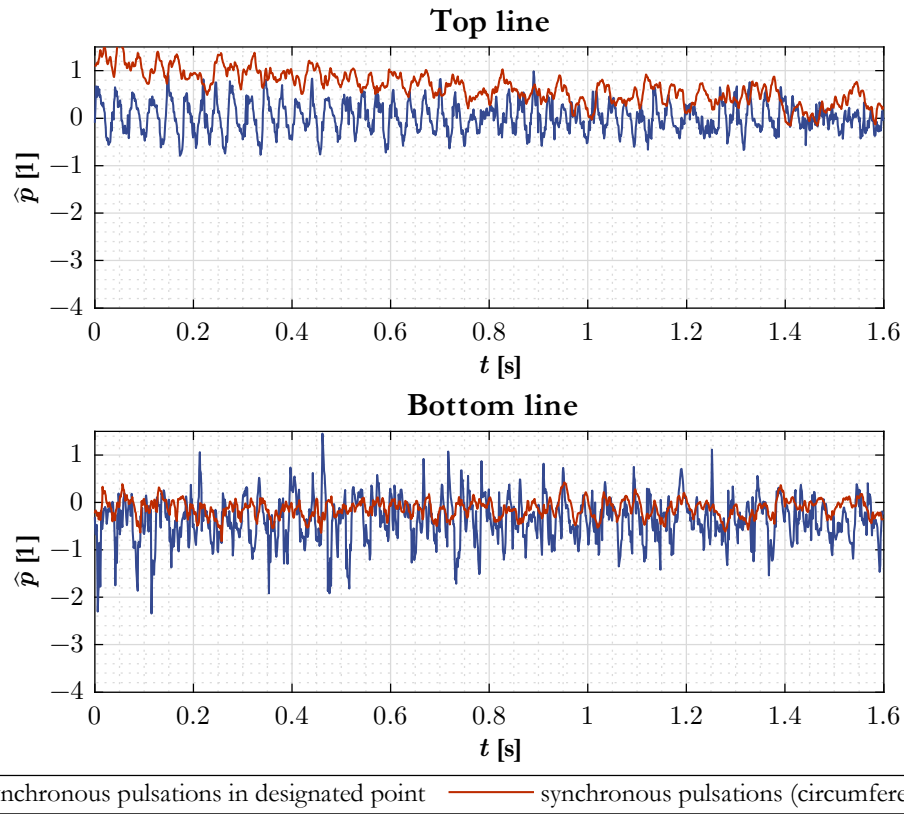 Top line
1
0
−1
−2
−3
−4
p̂ [1]
0 0.2 0.4 0.6 0.8 1 1.2 1.4 1.6
t [s]
Bottom line
1
0
−1
−2
−3
−4
p̂ [1]
0 0.2 0.4 0.6 0.8 1 1.2 1.4 1.6
t [s]
nchronous pulsations in designated point synchronous pulsations (circumfere